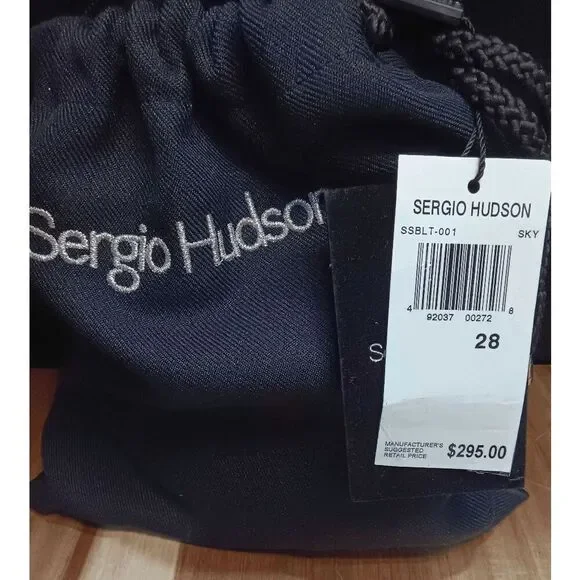 Sergio Hudson
SERGIO HUDSON
SSBLT-001 SKY
4 92037 00272 8
28
S
MANUFACTURER'S
SUGGESTED
RETAIL PRICE
$295.00